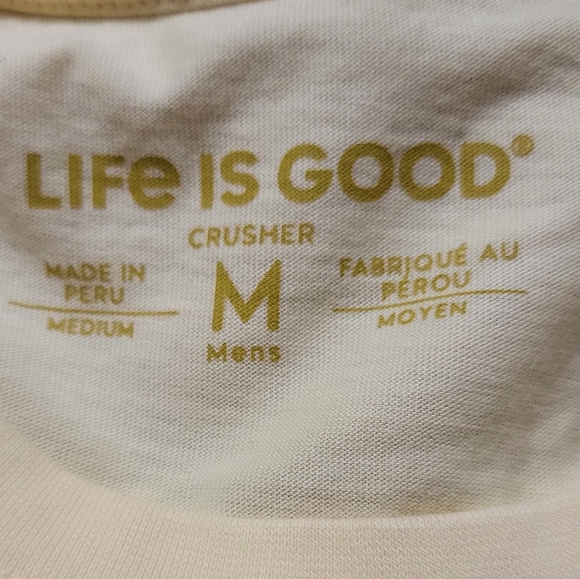 LIFe IS GOOD®
CRUSHER
MADE IN
PERU
MEDIUM
M
Mens
FABRIQUÉ AU
PÉROU
MOYEN